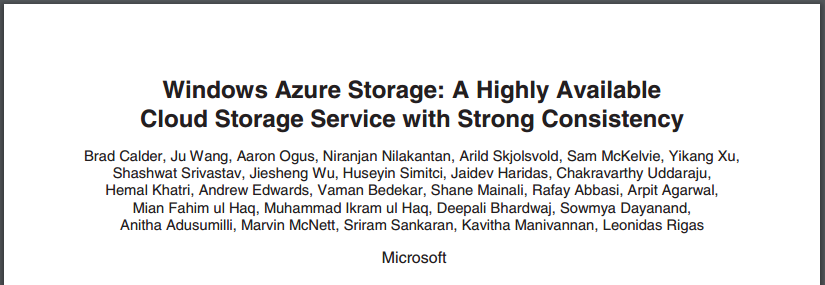 Windows Azure Storage: A Highly Available
Cloud Storage Service with Strong Consistency
Brad Calder, Ju Wang, Aaron Ogus, Niranjan Nilakantan, Arild Skjolsvold, Sam McKelvie, Yikang Xu,
Shashwat Srivastav, Jiesheng Wu, Huseyin Simitci, Jaidev Haridas, Chakravarthy Uddaraju,
Hemal Khatri, Andrew Edwards, Vaman Bedekar, Shane Mainali, Rafay Abbasi, Arpit Agarwal,
Mian Fahim ul Haq, Muhammad Ikram ul Haq, Deepali Bhardwaj, Sowmya Dayanand,
Anitha Adusumilli, Marvin McNett, Sriram Sankaran, Kavitha Manivannan, Leonidas Rigas
Microsoft